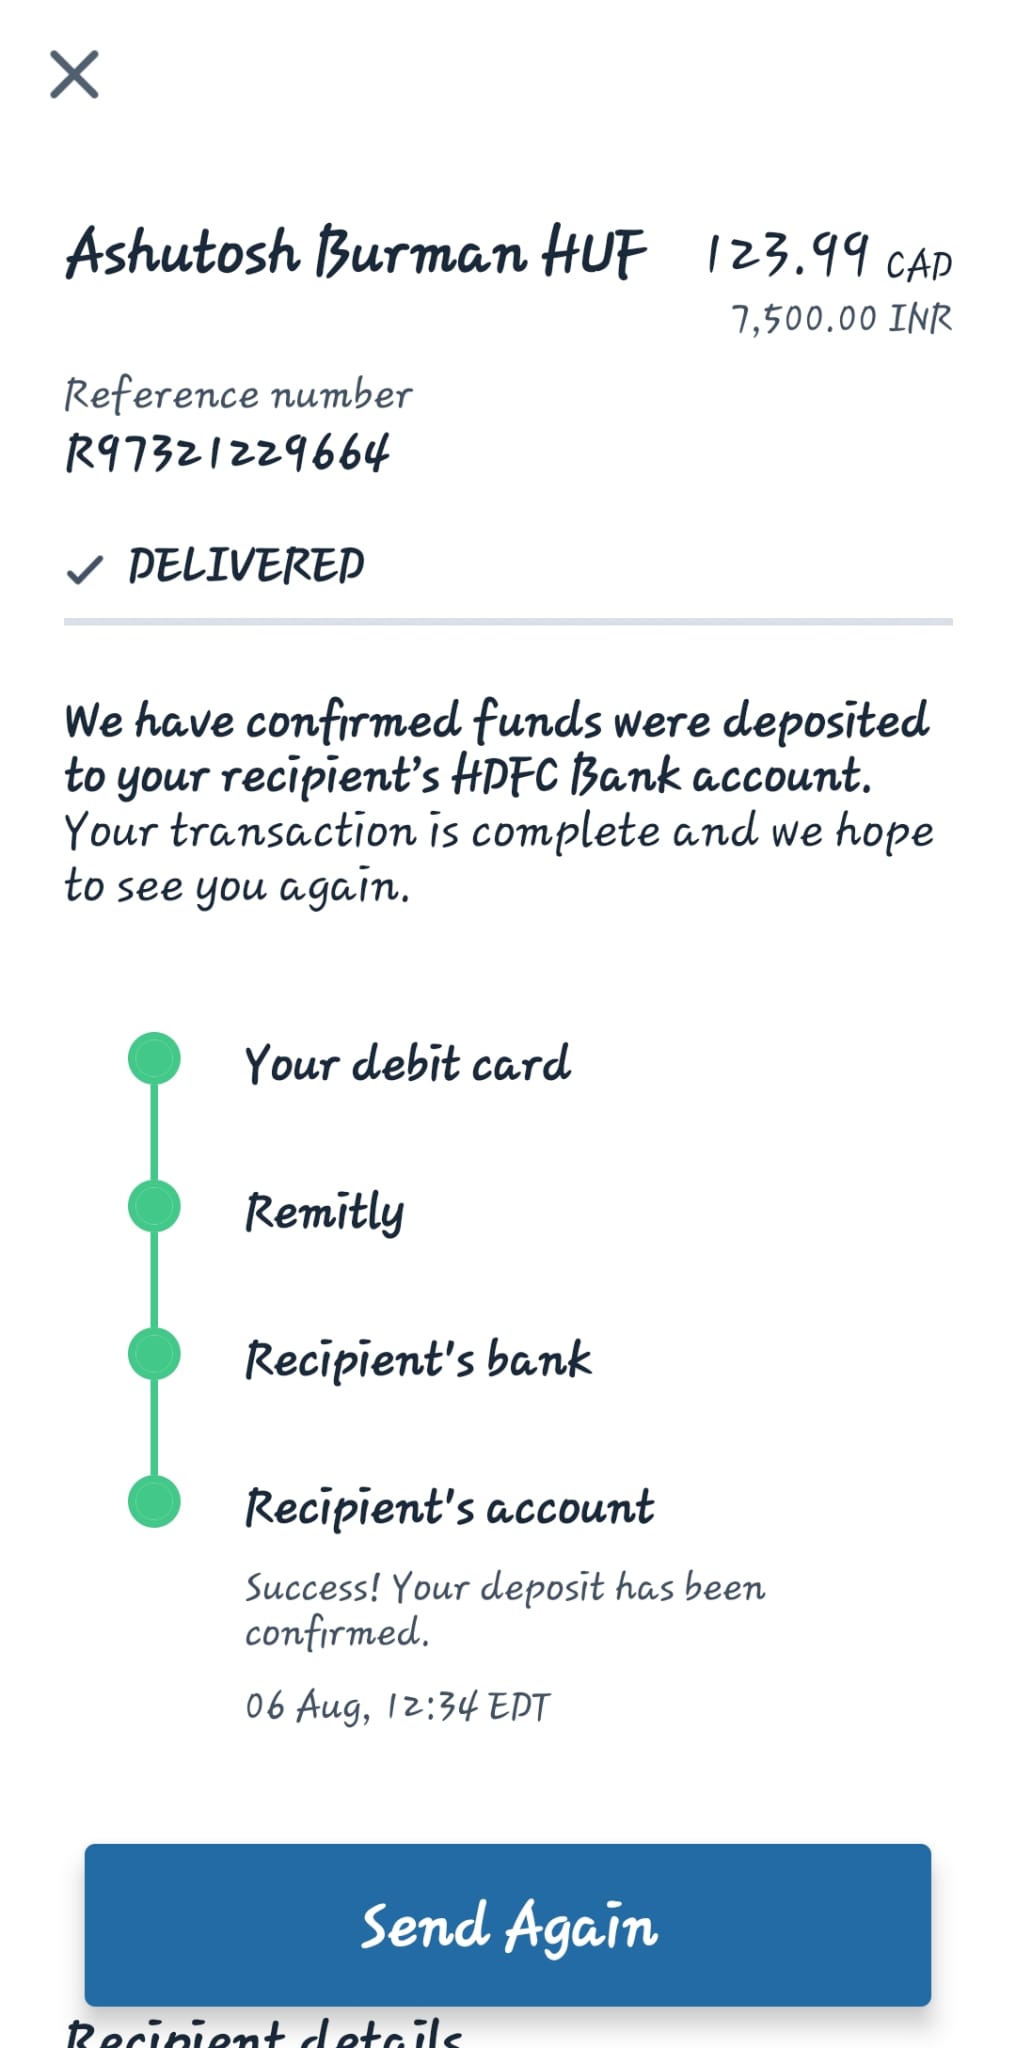 Ashutosh Burman HUF 123.99 CAD
7,500.00 INR
Reference number
R97321229664
DELIVERED
We have confirmed funds were deposited
to your recipient’s HDFC Bank account.
Your transaction is complete and we hope
to see you again.
Your debit card
Remitly
Recipient's bank
Recipient's account
Success! Your deposit has been
confirmed.
06 Aug, 12:34 EDT
Send Again
Recipient details